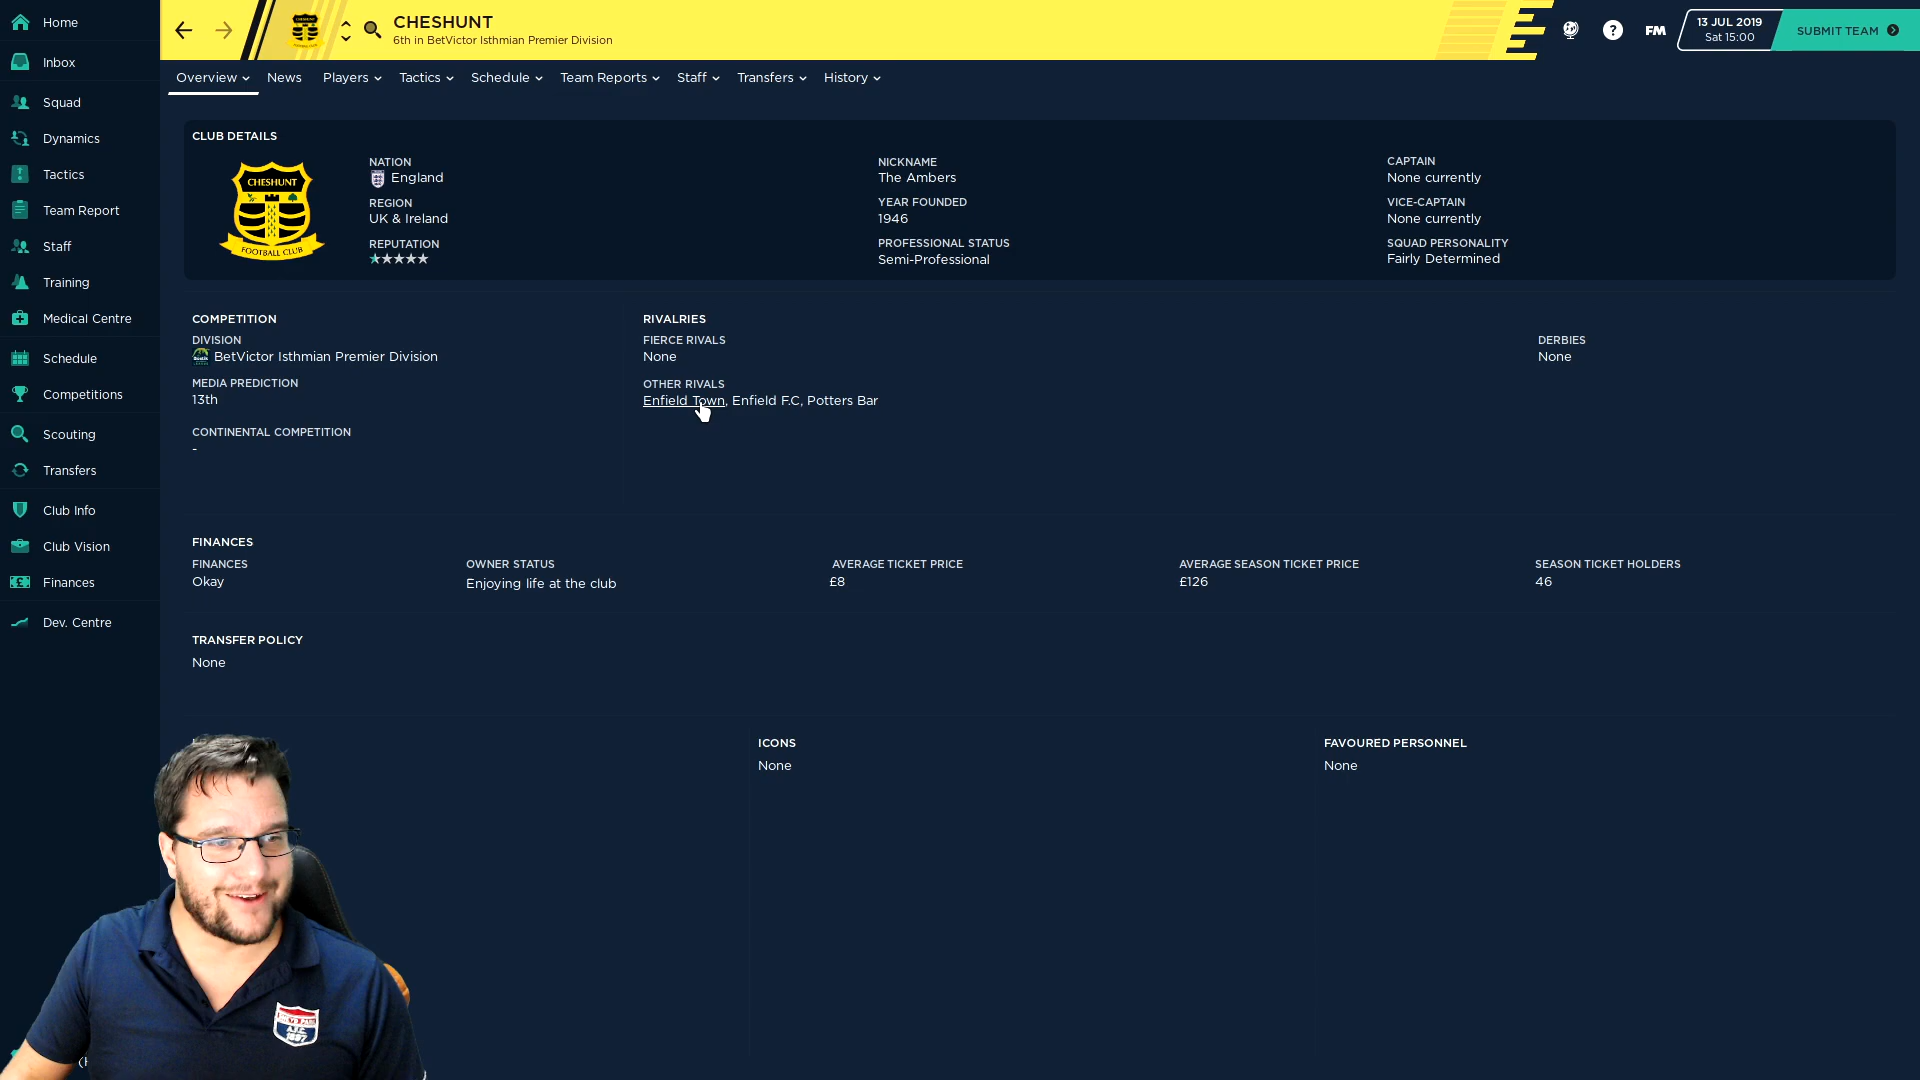 Home
Inbox
Squad
Dynamics
Tactics
Team Report
Staff
Training
Medical Centre
Schedule
Competitions
Scouting
Transfers
Club Info
Club Vision
Finances
Dev. Centre
CHESHUNT
6th in BetVictor Isthmian Premier Division
FM
13 JUL 2019
Sat 15:00
SUBMIT TEAM
Overview News Players Tactics Schedule Team Reports Staff Transfers History
CLUB DETAILS
CHESHUNT
FOOTBALL CLUB
NATION
England
REGION
UK & Ireland
REPUTATION
NICKNAME
The Ambers
YEAR FOUNDED
1946
PROFESSIONAL STATUS
Semi-Professional
CAPTAIN
None currently
VICE-CAPTAIN
None currently
SQUAD PERSONALITY
Fairly Determined
COMPETITION
DIVISION
BetVictor Isthmian Premier Division
MEDIA PREDICTION
13th
CONTINENTAL COMPETITION
-
RIVALRIES
FIERCE RIVALS
None
OTHER RIVALS
Enfield Town, Enfield F.C, Potters Bar
DERBIES
None
FINANCES
FINANCES
Okay
OWNER STATUS
Enjoying life at the club
AVERAGE TICKET PRICE
£8
AVERAGE SEASON TICKET PRICE
£126
SEASON TICKET HOLDERS
46
TRANSFER POLICY
None
ICONS
None
FAVOURED PERSONNEL
None
A.F.C.
1887